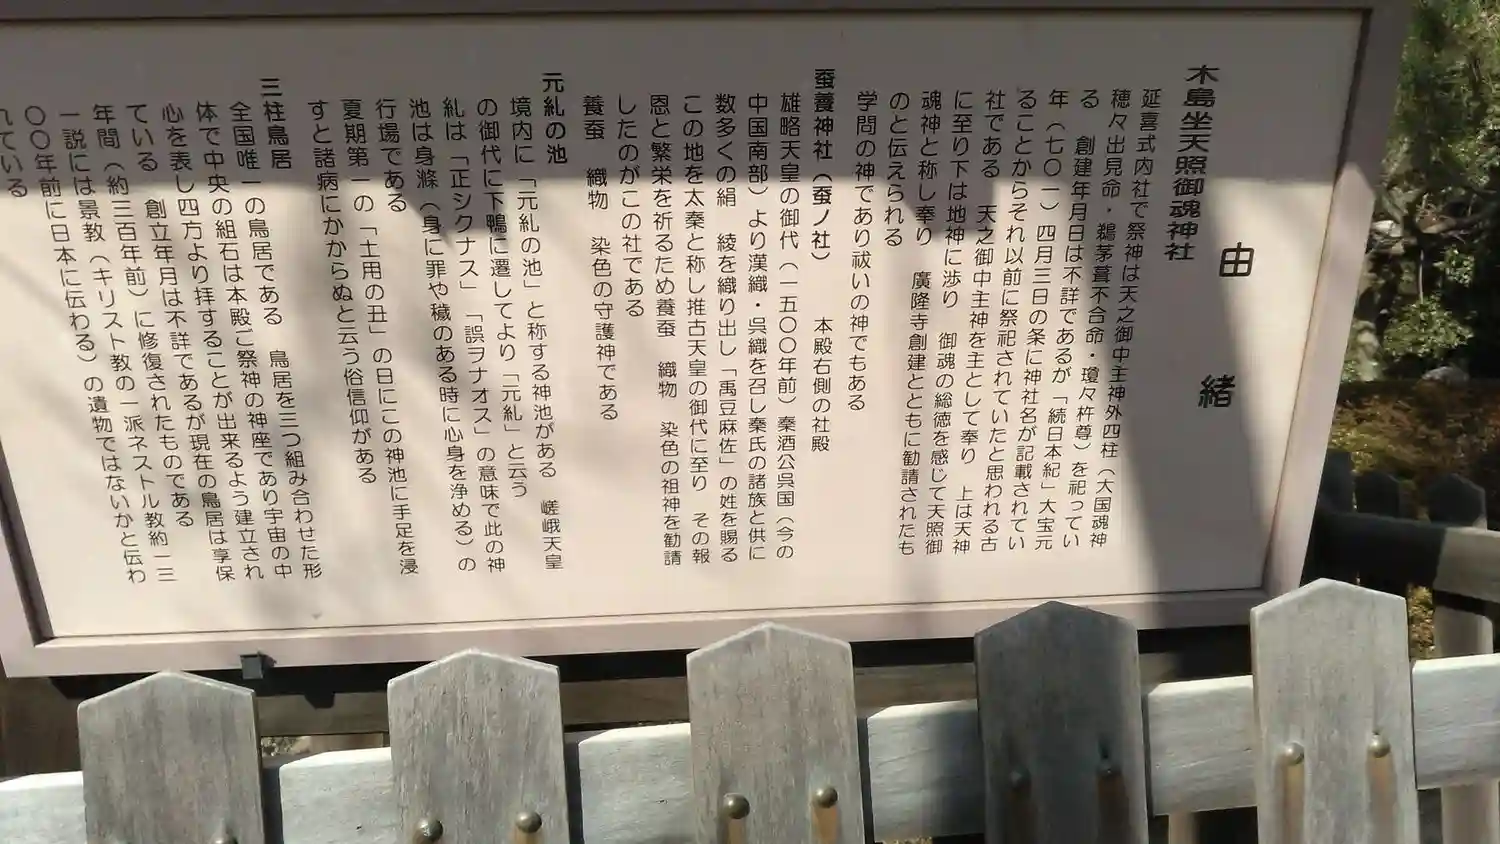 由緒
木島坐天照御魂神社
延喜式内社で祭神は天之御中主神外四柱（大国魂神
穂々出見命・鵜茅葺不合命・瓊々杵尊）を祀ってい
る　創建年月日は不詳であるが「続日本紀」大宝元
年（七〇一）四月三日の条に神社名が記載されてい
ることからそれ以前に祭祀されていたと思われる古
社である　天之御中主神を主として奉り　上は天神
に至り下は地神に渉り　御魂の総徳を感じて天照御
魂神と称し奉り　廣隆寺創建とともに勧請されたも
のと伝えられる
学問の神であり祓いの神でもある
蚕養神社（蚕ノ社）　本殿右側の社殿
雄略天皇の御代（一五〇〇年前）秦酒公呉国（今の
中国南部）より漢織・呉織を召し秦氏の諸族と供に
数多くの絹　綾を織り出し「禹豆麻佐」の姓を賜る
この地を太秦と称し推古天皇の御代に至り　その報
恩と繁栄を祈るため養蚕　織物　染色の祖神を勧請
したのがこの社である
養蚕　織物　染色の守護神である
元糺の池
境内に「元糺の池」と称する神池がある　嵯峨天皇
の御代に下鴨に遷してより「元糺」と云う
糺は「正シクナス」「誤ヲナオス」の意味で此の神
池は身滌（身に罪や穢のある時に心身を浄める）の
行場である
夏期第一の「土用の丑」の日にこの神池に手足を浸
すと諸病にかからぬと云う俗信仰がある
三柱鳥居
全国唯一の鳥居である　鳥居を三つ組み合わせた形
体で中央の組石は本殿ご祭神の神座であり宇宙の中
心を表し四方より拝することが出来るよう建立され
ている　創立年月は不詳であるが現在の鳥居は享保
年間（約三百年前）に修復されたものである
一説には景教（キリスト教の一派ネストル教約一三
〇〇年前に日本に伝わる）の遺物ではないかと伝わ
れている